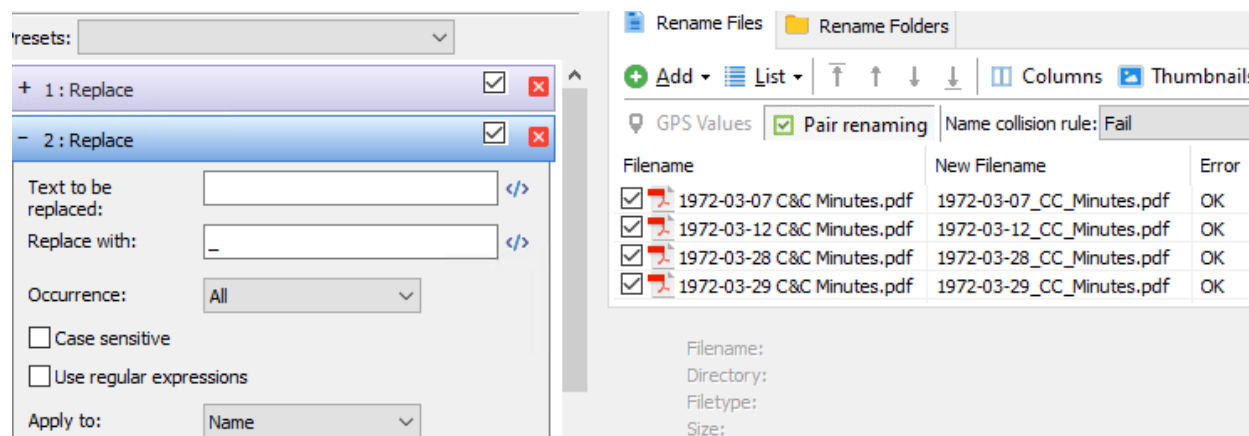 Presets:
+ 1 : Replace
- 2 : Replace
Text to be
replaced:
Replace with:
_
Occurrence:
All
Case sensitive
Use regular expressions
Apply to:
Name
Rename Files
Rename Folders
Add
List
Columns
Thumbnails
GPS Values
Pair renaming
Name collision rule: Fail
Filename New Filename Error
1972-03-07 C&C Minutes.pdf 1972-03-07_CC_Minutes.pdf OK
1972-03-12 C&C Minutes.pdf 1972-03-12_CC_Minutes.pdf OK
1972-03-28 C&C Minutes.pdf 1972-03-28_CC_Minutes.pdf OK
1972-03-29 C&C Minutes.pdf 1972-03-29_CC_Minutes.pdf OK
Filename:
Directory:
Filetype:
Size: